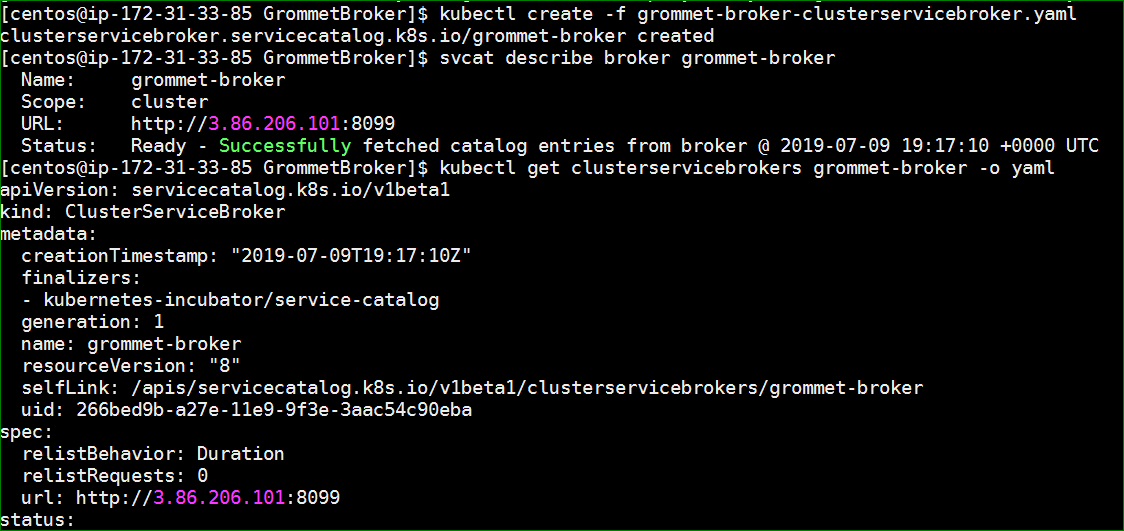 [centos@ip-172-31-33-85 GrommetBroker]$ kubectl create -f grommet-broker-clusterservicebroker.yaml
clusterservicebroker.servicecatalog.k8s.io/grommet-broker created
[centos@ip-172-31-33-85 GrommetBroker]$ svcat describe broker grommet-broker
  Name:     grommet-broker
  Scope:    cluster
  URL:      http://3.86.206.101:8099
  Status:   Ready - Successfully fetched catalog entries from broker @ 2019-07-09 19:17:10 +0000 UTC
[centos@ip-172-31-33-85 GrommetBroker]$ kubectl get clusterservicebrokers grommet-broker -o yaml
apiVersion: servicecatalog.k8s.io/v1beta1
kind: ClusterServiceBroker
metadata:
  creationTimestamp: "2019-07-09T19:17:10Z"
  finalizers:
  - kubernetes-incubator/service-catalog
  generation: 1
  name: grommet-broker
  resourceVersion: "8"
  selfLink: /apis/servicecatalog.k8s.io/v1beta1/clusterservicebrokers/grommet-broker
  uid: 266bed9b-a27e-11e9-9f3e-3aac54c90eba
spec:
  relistBehavior: Duration
  relistRequests: 0
  url: http://3.86.206.101:8099
status: